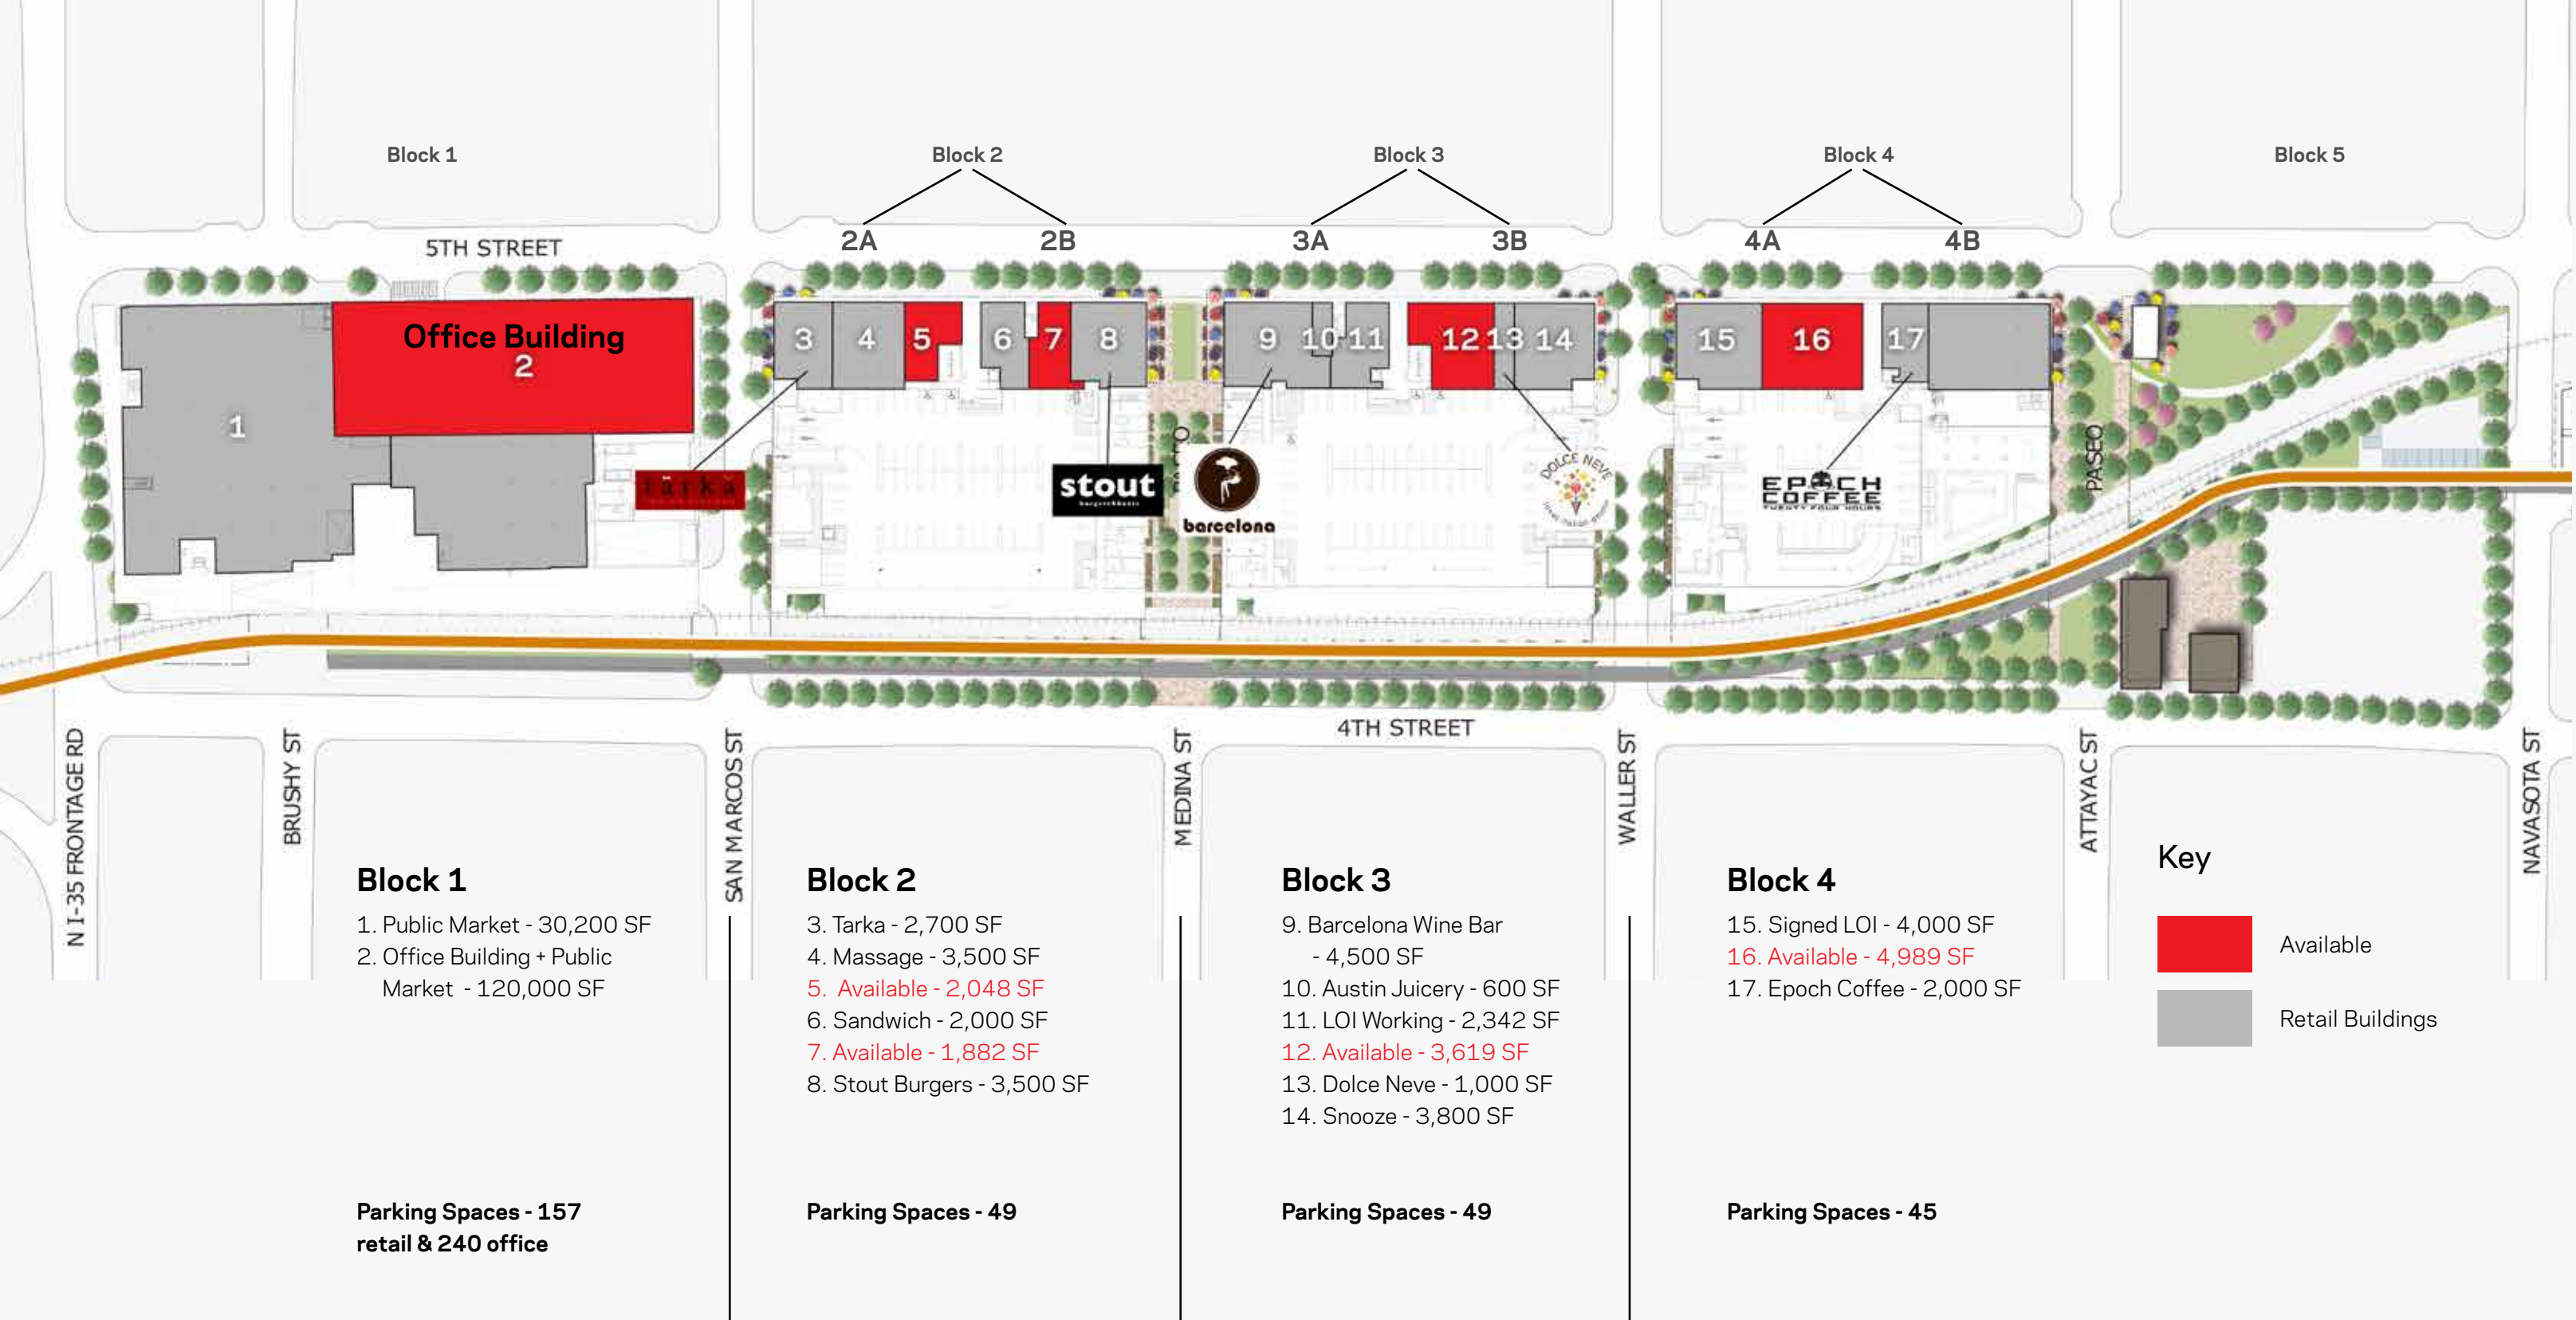 Block 1
Block 2
Block 3
Block 4
Block 5
2A
2B
3A
3B
4A
4B
5TH STREET
Office Building
1
2
3
4
5
6
7
8
9
10
11
12
13
14
15
16
17
tarka
stout
barcelona
DOLCE NEVE
EPOCH
COFFEE
TWENTY FOUR HOURS
PASEO
4TH STREET
N I-35 FRONTAGE RD
BRUSHY ST
SAN MARCOS ST
MEDINA ST
WALLER ST
ATTAYAC ST
NAVASOTA ST
Block 1
1. Public Market - 30,200 SF
2. Office Building + Public
Market - 120,000 SF
Parking Spaces - 157
retail & 240 office
Block 2
3. Tarka - 2,700 SF
4. Massage - 3,500 SF
5. Available - 2,048 SF
6. Sandwich - 2,000 SF
7. Available - 1,882 SF
8. Stout Burgers - 3,500 SF
Parking Spaces - 49
Block 3
9. Barcelona Wine Bar
- 4,500 SF
10. Austin Juicery - 600 SF
11. LOI Working - 2,342 SF
12. Available - 3,619 SF
13. Dolce Neve - 1,000 SF
14. Snooze - 3,800 SF
Parking Spaces - 49
Block 4
15. Signed LOI - 4,000 SF
16. Available - 4,989 SF
17. Epoch Coffee - 2,000 SF
Parking Spaces - 45
Key
Available
Retail Buildings